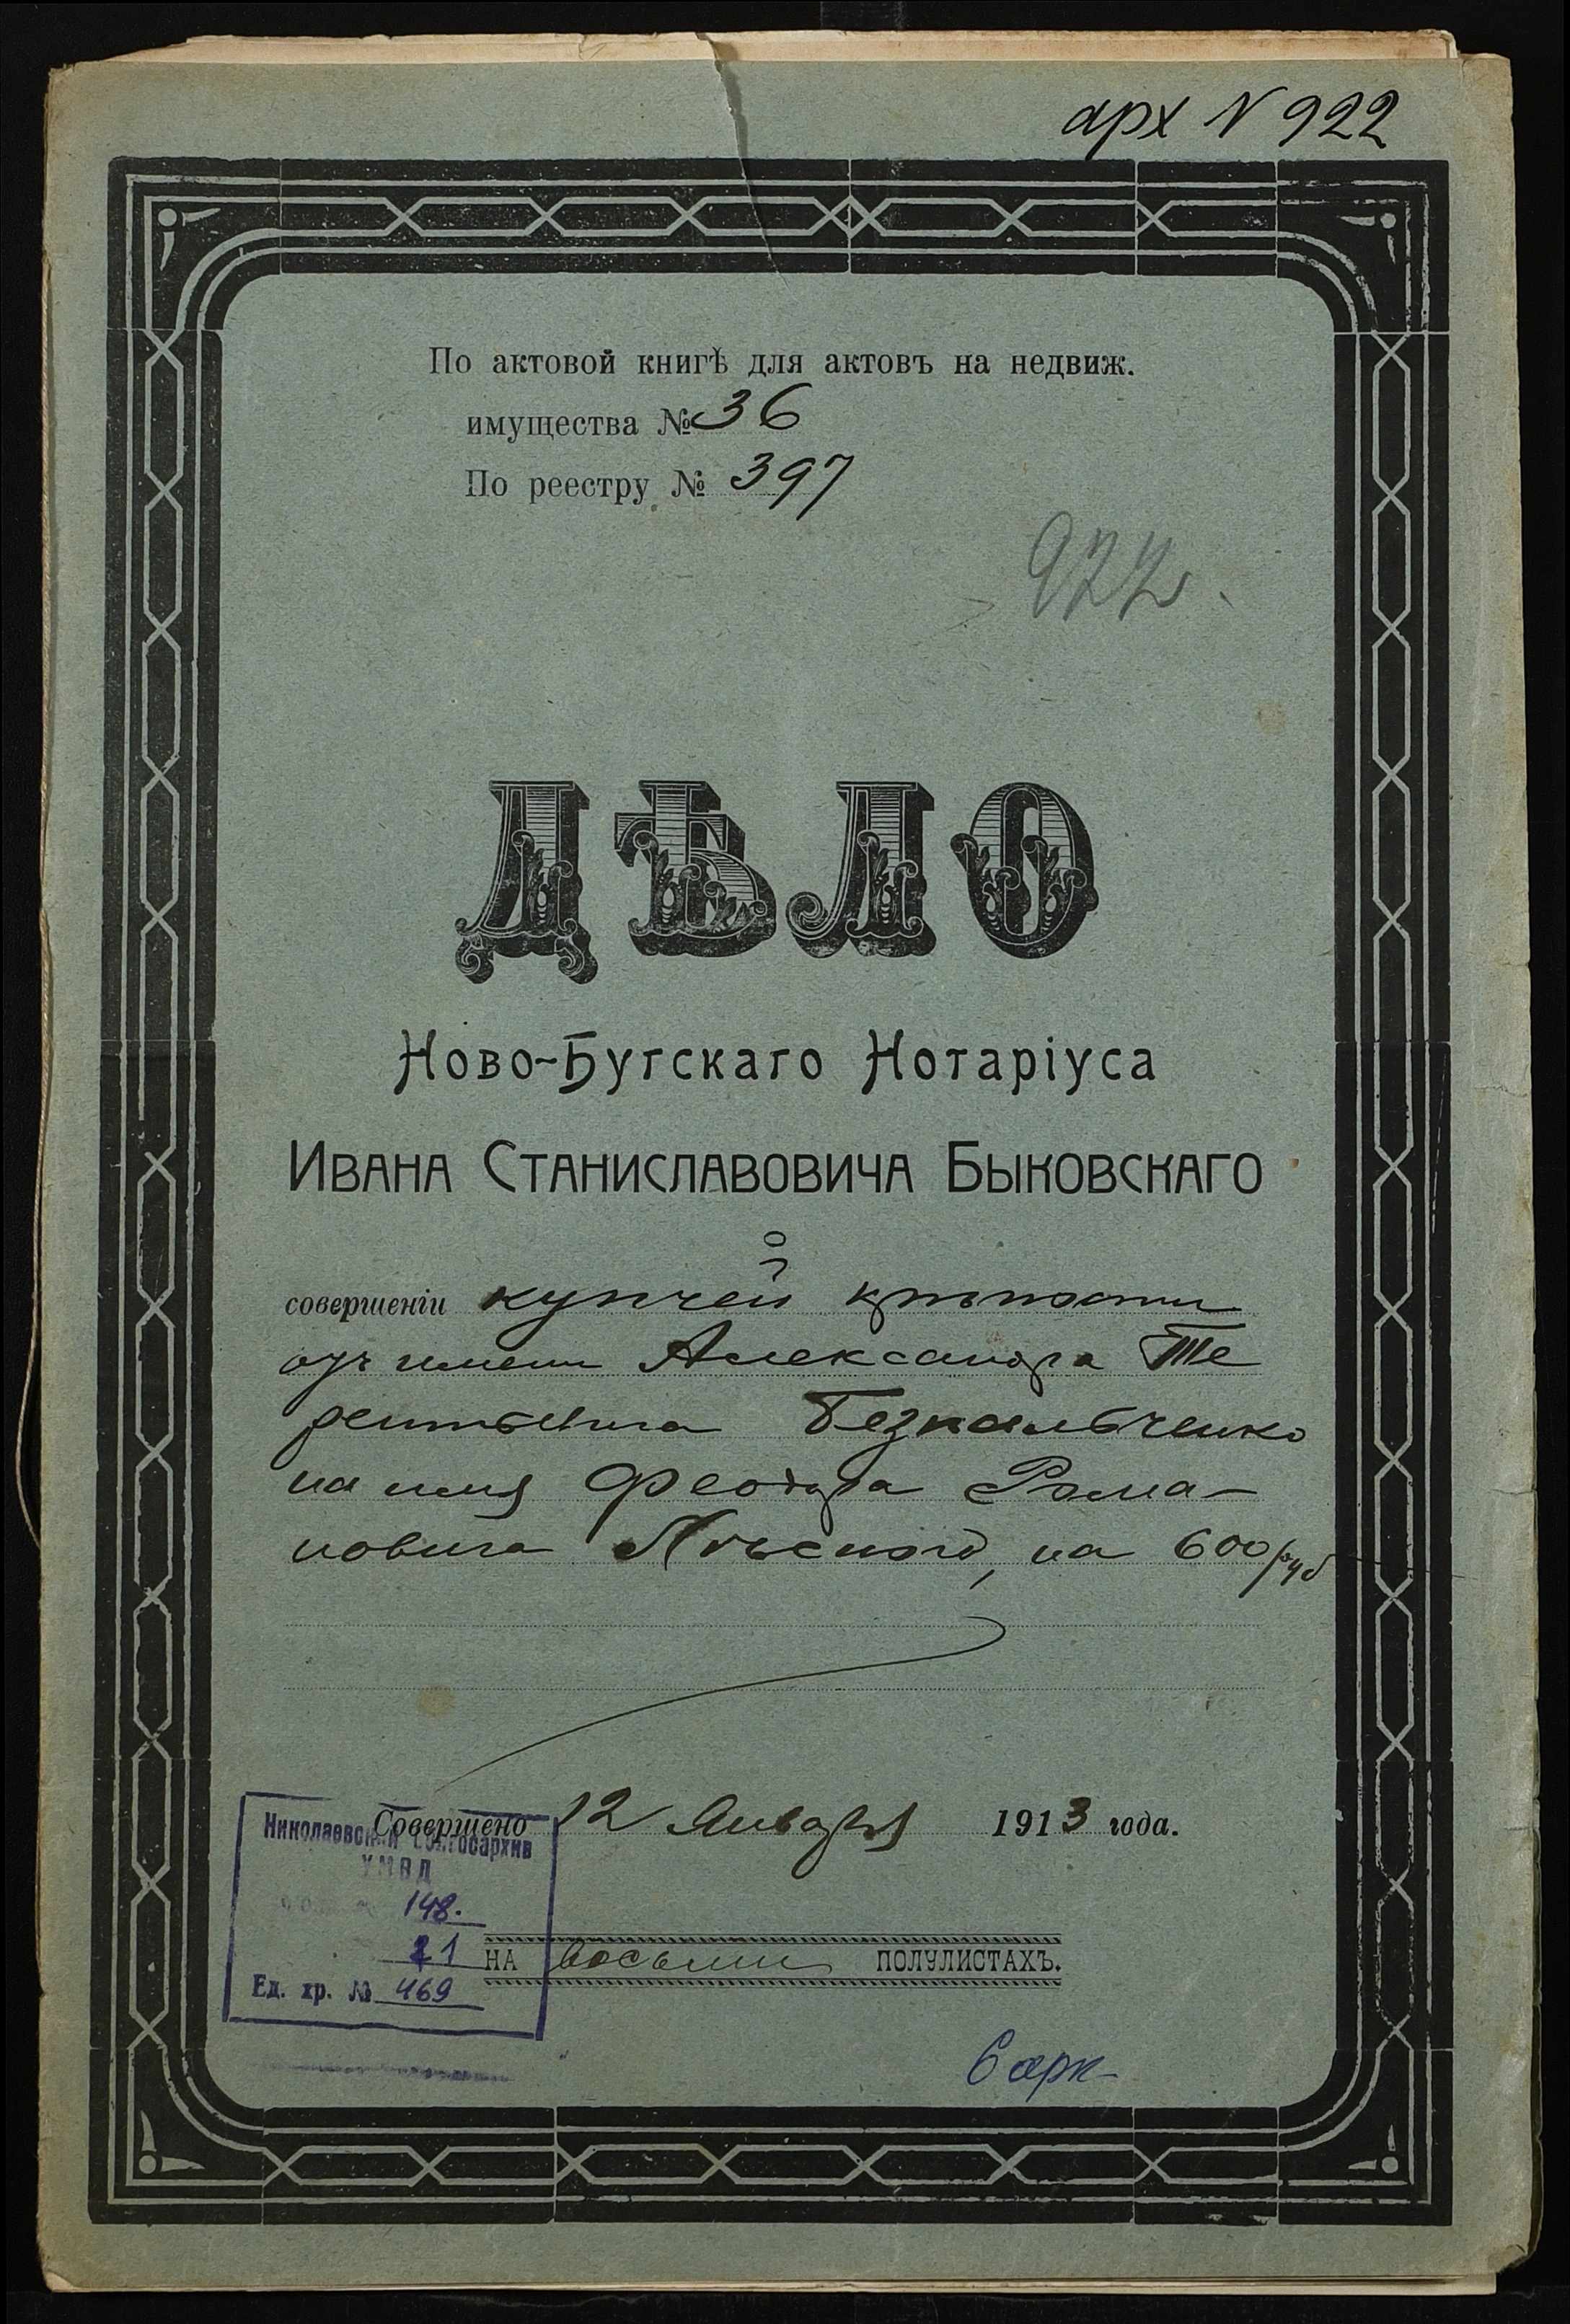 арх N 922
По актовой книгѣ для актовъ на недвиж.
имущества № 36
По реестру № 397
922
ДѢЛО
Ново-Бугскаго Нотаріуса
Ивана Станиславовича Быковскаго
о
совершеніи купчей крѣпости
отъ имени Александра Те
рентьевича Безпальченко
на имя Феодора Рома-
новича Лѣсного, на 600 руб
Совершено 12 Января 1913 года.
Николаевский Облгосархив
УМВД
148.
21
Ед. хр. № 469
НА восьми ПОЛУЛИСТАХЪ.
6 арк